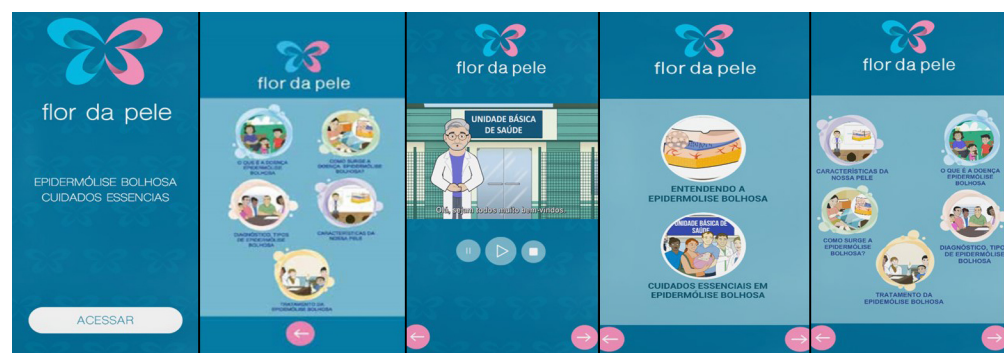 flor da pele
EPIDERMÓLISE BOLHOSA
CUIDADOS ESSENCIAS
ACESSAR
flor da pele
O QUE É A DOENÇA
EPIDERMÓLISE
BOLHOSA
COMO SURGE A
DOENÇA EPIDERMÓLISE
BOLHOSA?
DIAGNÓSTICO, TIPOS
DE EPIDERMÓLISE
BOLHOSA
CARACTERÍSTICAS DA
NOSSA PELE
TRATAMENTO DA
EPIDERMÓLISE BOLHOSA
flor da pele
UNIDADE BÁSICA
DE SAÚDE
Olá, sejam todos muito bem-vindos
flor da pele
ENTENDENDO A
EPIDERMOLISE BOLHOSA
UNIDADE BÁSICA DE
SAÚDE
CUIDADOS ESSENCIAIS EM
EPIDERMÓLISE BOLHOSA
flor da pele
CARACTERÍSTICAS DA
NOSSA PELE
O QUE É A DOENÇA
EPIDERMÓLISE
BOLHOSA
COMO SURGE A
EPIDERMÓLISE
BOLHOSA?
DIAGNÓSTICO, TIPO
DE EPIDERMÓLISE
BOLHOSA
TRATAMENTO DA
EPIDEMÓLISE BOLHOSA